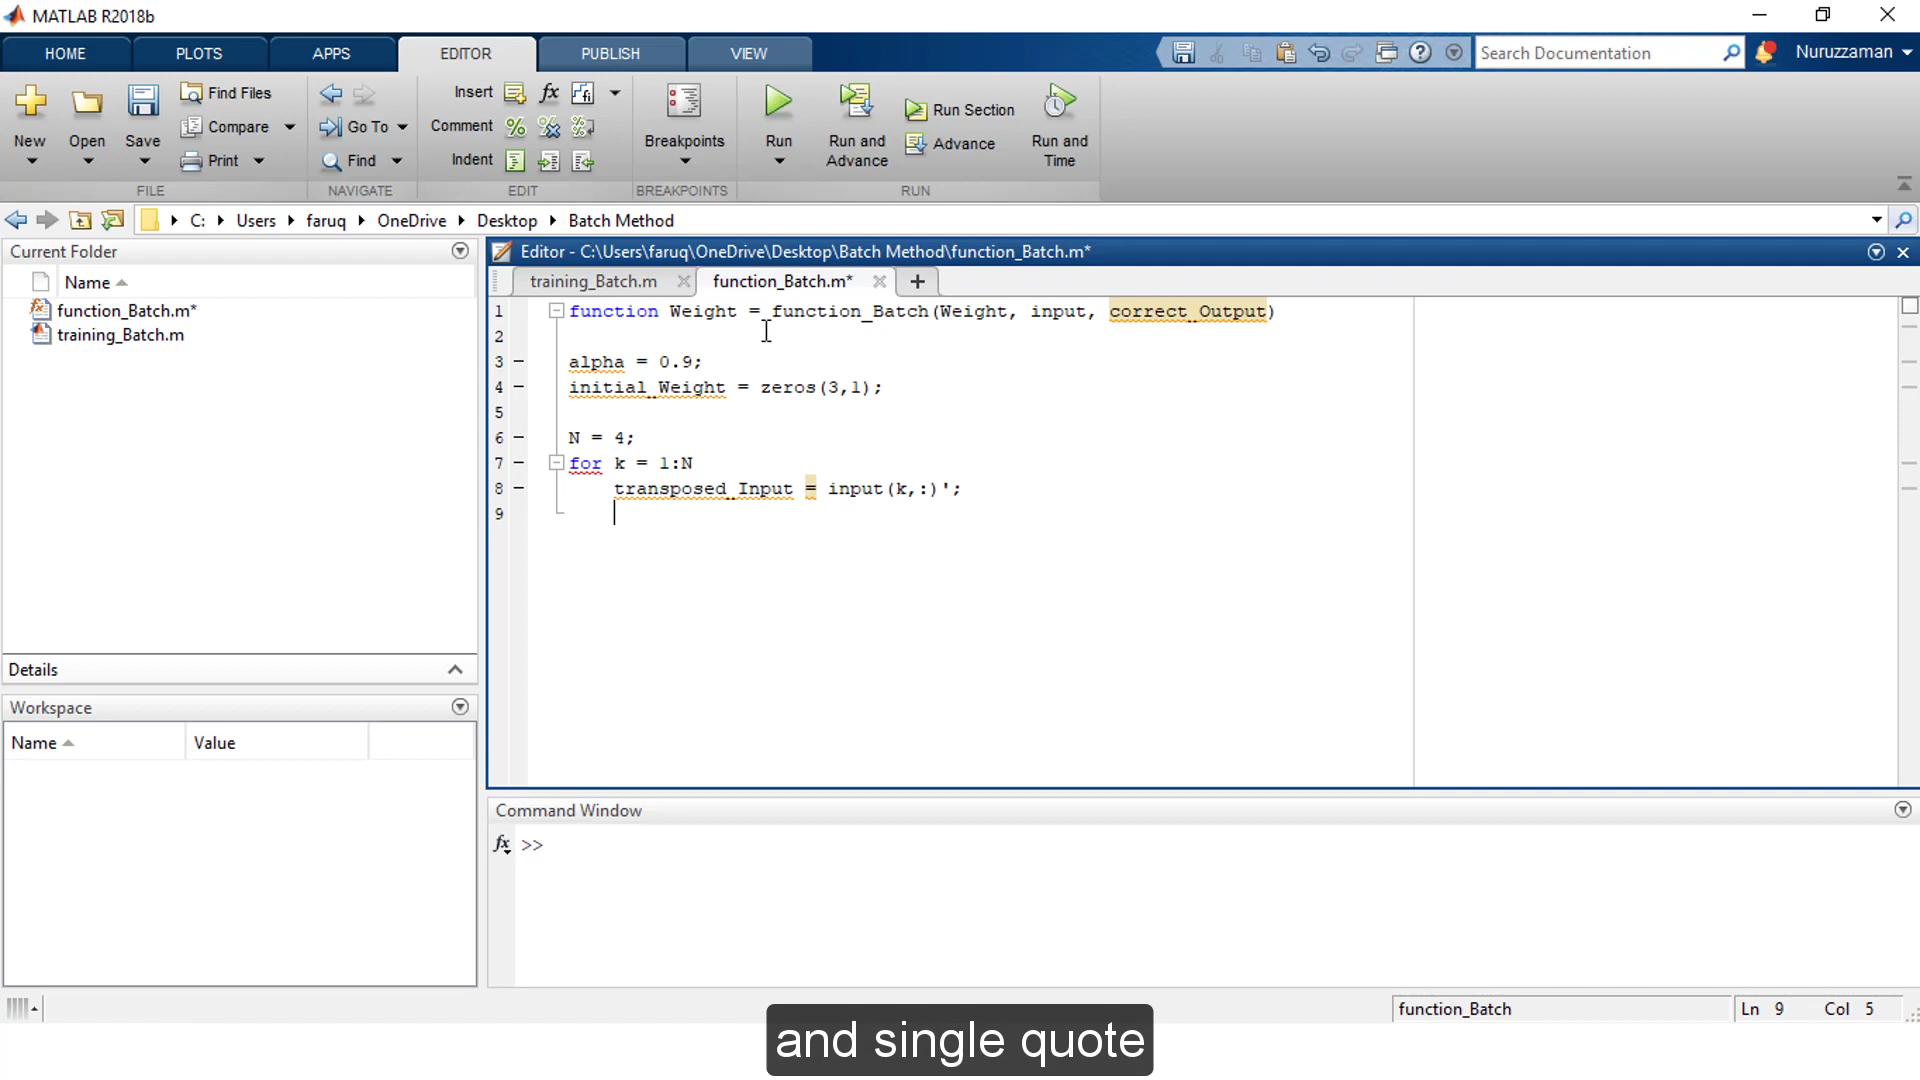 MATLAB R2018b
HOME PLOTS APPS EDITOR PUBLISH VIEW Search Documentation Nuruzzaman
New Open Save Find Files Compare Print Go To Find Insert Comment Indent Breakpoints Run Run and Advance Run Section Advance Run and Time
FILE NAVIGATE EDIT BREAKPOINTS RUN
C: Users faruq OneDrive Desktop Batch Method
Current Folder
Name
function_Batch.m*
training_Batch.m
Details
Workspace
Name Value
Editor - C:\Users\faruq\OneDrive\Desktop\Batch Method\function_Batch.m*
training_Batch.m function_Batch.m* +
1 function Weight = function_Batch(Weight, input, correct_Output)
2
3 – alpha = 0.9;
4 – initial_Weight = zeros(3,1);
5
6 – N = 4;
7 – for k = 1:N
8 – transposed_Input = input(k,:)';
9
Command Window
fx >>
function_Batch Ln 9 Col 5
and single quote